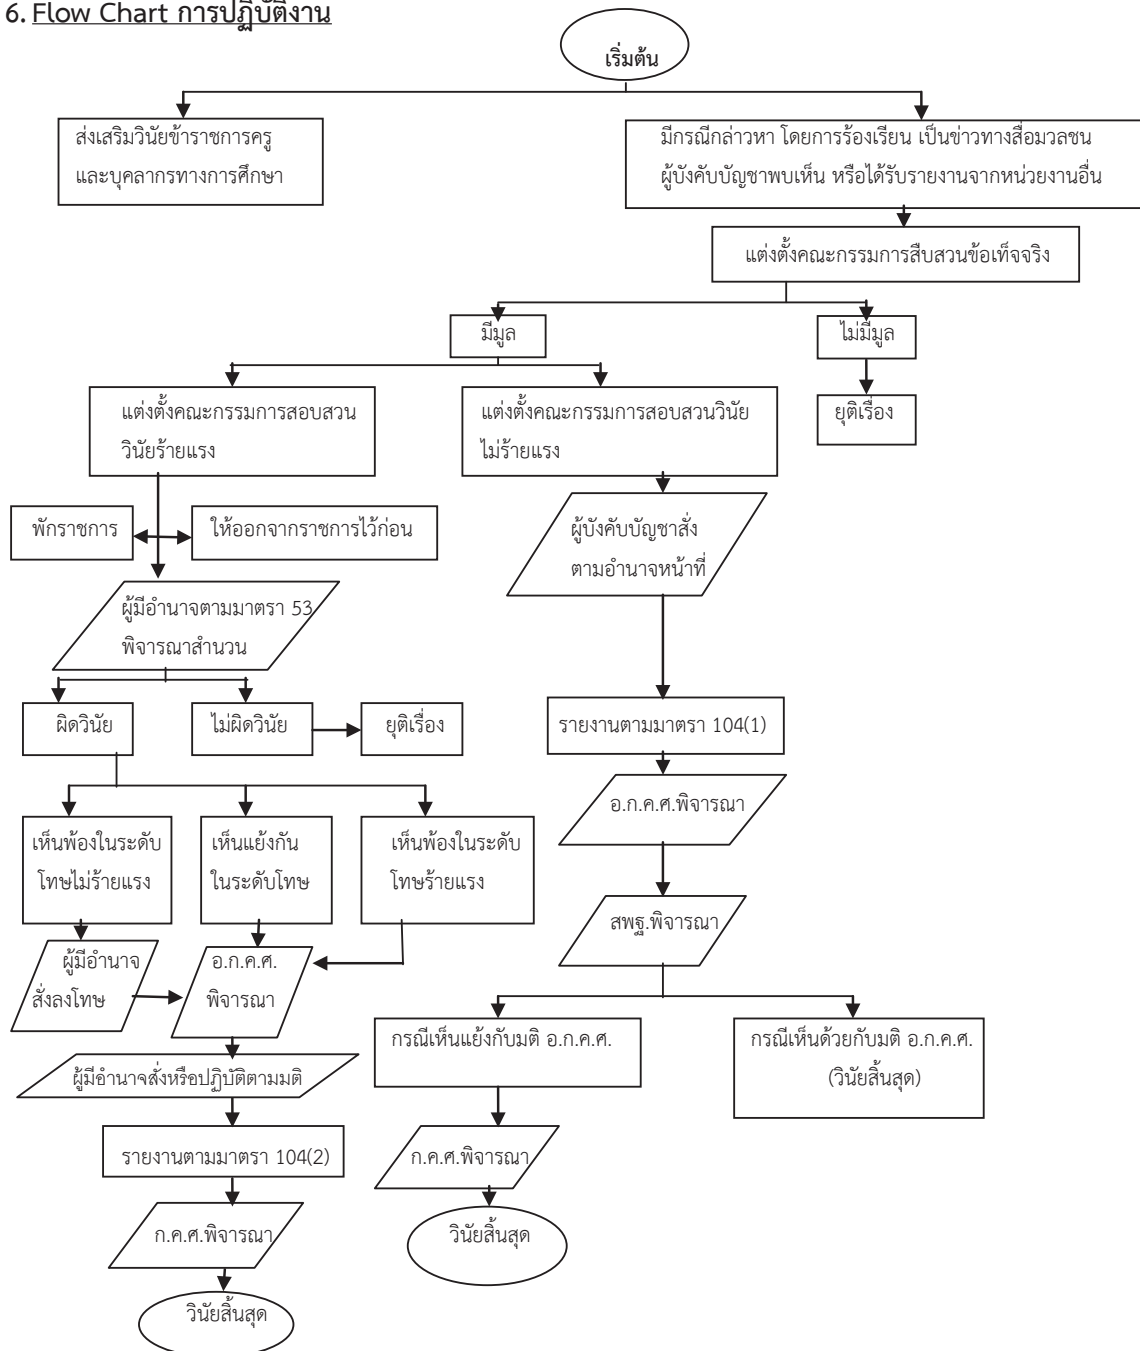 6. Flow Chart การปฏิบัติงาน
เริ่มต้น
ส่งเสริมวินัยข้าราชการครู
และบุคลากรทางการศึกษา
มีกรณีกล่าวหา โดยการร้องเรียน เป็นข่าวทางสื่อมวลชน
ผู้บังคับบัญชาพบเห็น หรือได้รับรายงานจากหน่วยงานอื่น
แต่งตั้งคณะกรรมการสืบสวนข้อเท็จจริง
มีมูล
ไม่มีมูล
แต่งตั้งคณะกรรมการสอบสวน
วินัยร้ายแรง
แต่งตั้งคณะกรรมการสอบสวนวินัย
ไม่ร้ายแรง
ยุติเรื่อง
พักราชการ
ให้ออกจากราชการไว้ก่อน
ผู้บังคับบัญชาสั่ง
ตามอำนาจหน้าที่
ผู้มีอำนาจตามมาตรา 53
พิจารณาสำนวน
ผิดวินัย
ไม่ผิดวินัย
ยุติเรื่อง
รายงานตามมาตรา 104(1)
อ.ก.ค.ศ.พิจารณา
เห็นพ้องในระดับ
โทษไม่ร้ายแรง
เห็นแย้งกัน
ในระดับโทษ
เห็นพ้องในระดับ
โทษร้ายแรง
สพฐ.พิจารณา
ผู้มีอำนาจ
สั่งลงโทษ
อ.ก.ค.ศ.
พิจารณา
กรณีเห็นแย้งกับมติ อ.ก.ค.ศ.
กรณีเห็นด้วยกับมติ อ.ก.ค.ศ.
(วินัยสิ้นสุด)
ผู้มีอำนาจสั่งหรือปฏิบัติตามมติ
รายงานตามมาตรา 104(2)
ก.ค.ศ.พิจารณา
ก.ค.ศ.พิจารณา
วินัยสิ้นสุด
วินัยสิ้นสุด